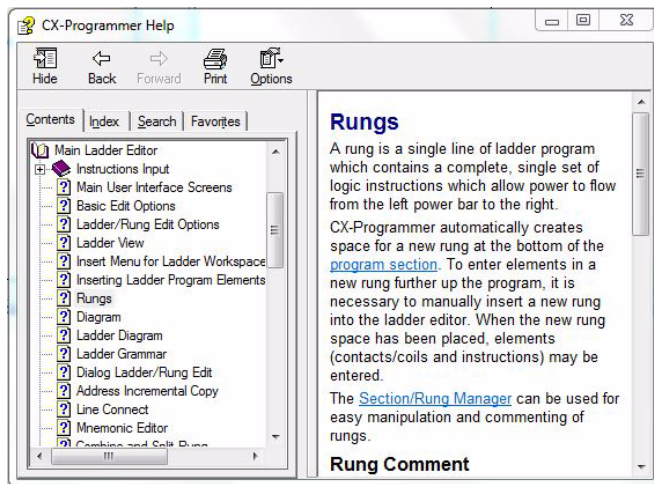 CX-Programmer Help
Hide Back Forward Print Options
Contents Index Search Favorites
Main Ladder Editor
Instructions Input
Main User Interface Screens
Basic Edit Options
Ladder/Rung Edit Options
Ladder View
Insert Menu for Ladder Workspace
Inserting Ladder Program Elements
Rungs
Diagram
Ladder Diagram
Ladder Grammar
Dialog Ladder/Rung Edit
Address Incremental Copy
Line Connect
Mnemonic Editor
Combine and Split Rung
Rungs
A rung is a single line of ladder program
which contains a complete, single set of
logic instructions which allow power to flow
from the left power bar to the right.
CX-Programmer automatically creates
space for a new rung at the bottom of the
program section. To enter elements in a
new rung further up the program, it is
necessary to manually insert a new rung
into the ladder editor. When the new rung
space has been placed, elements
(contacts/coils and instructions) may be
entered.
The Section/Rung Manager can be used for
easy manipulation and commenting of
rungs.
Rung Comment